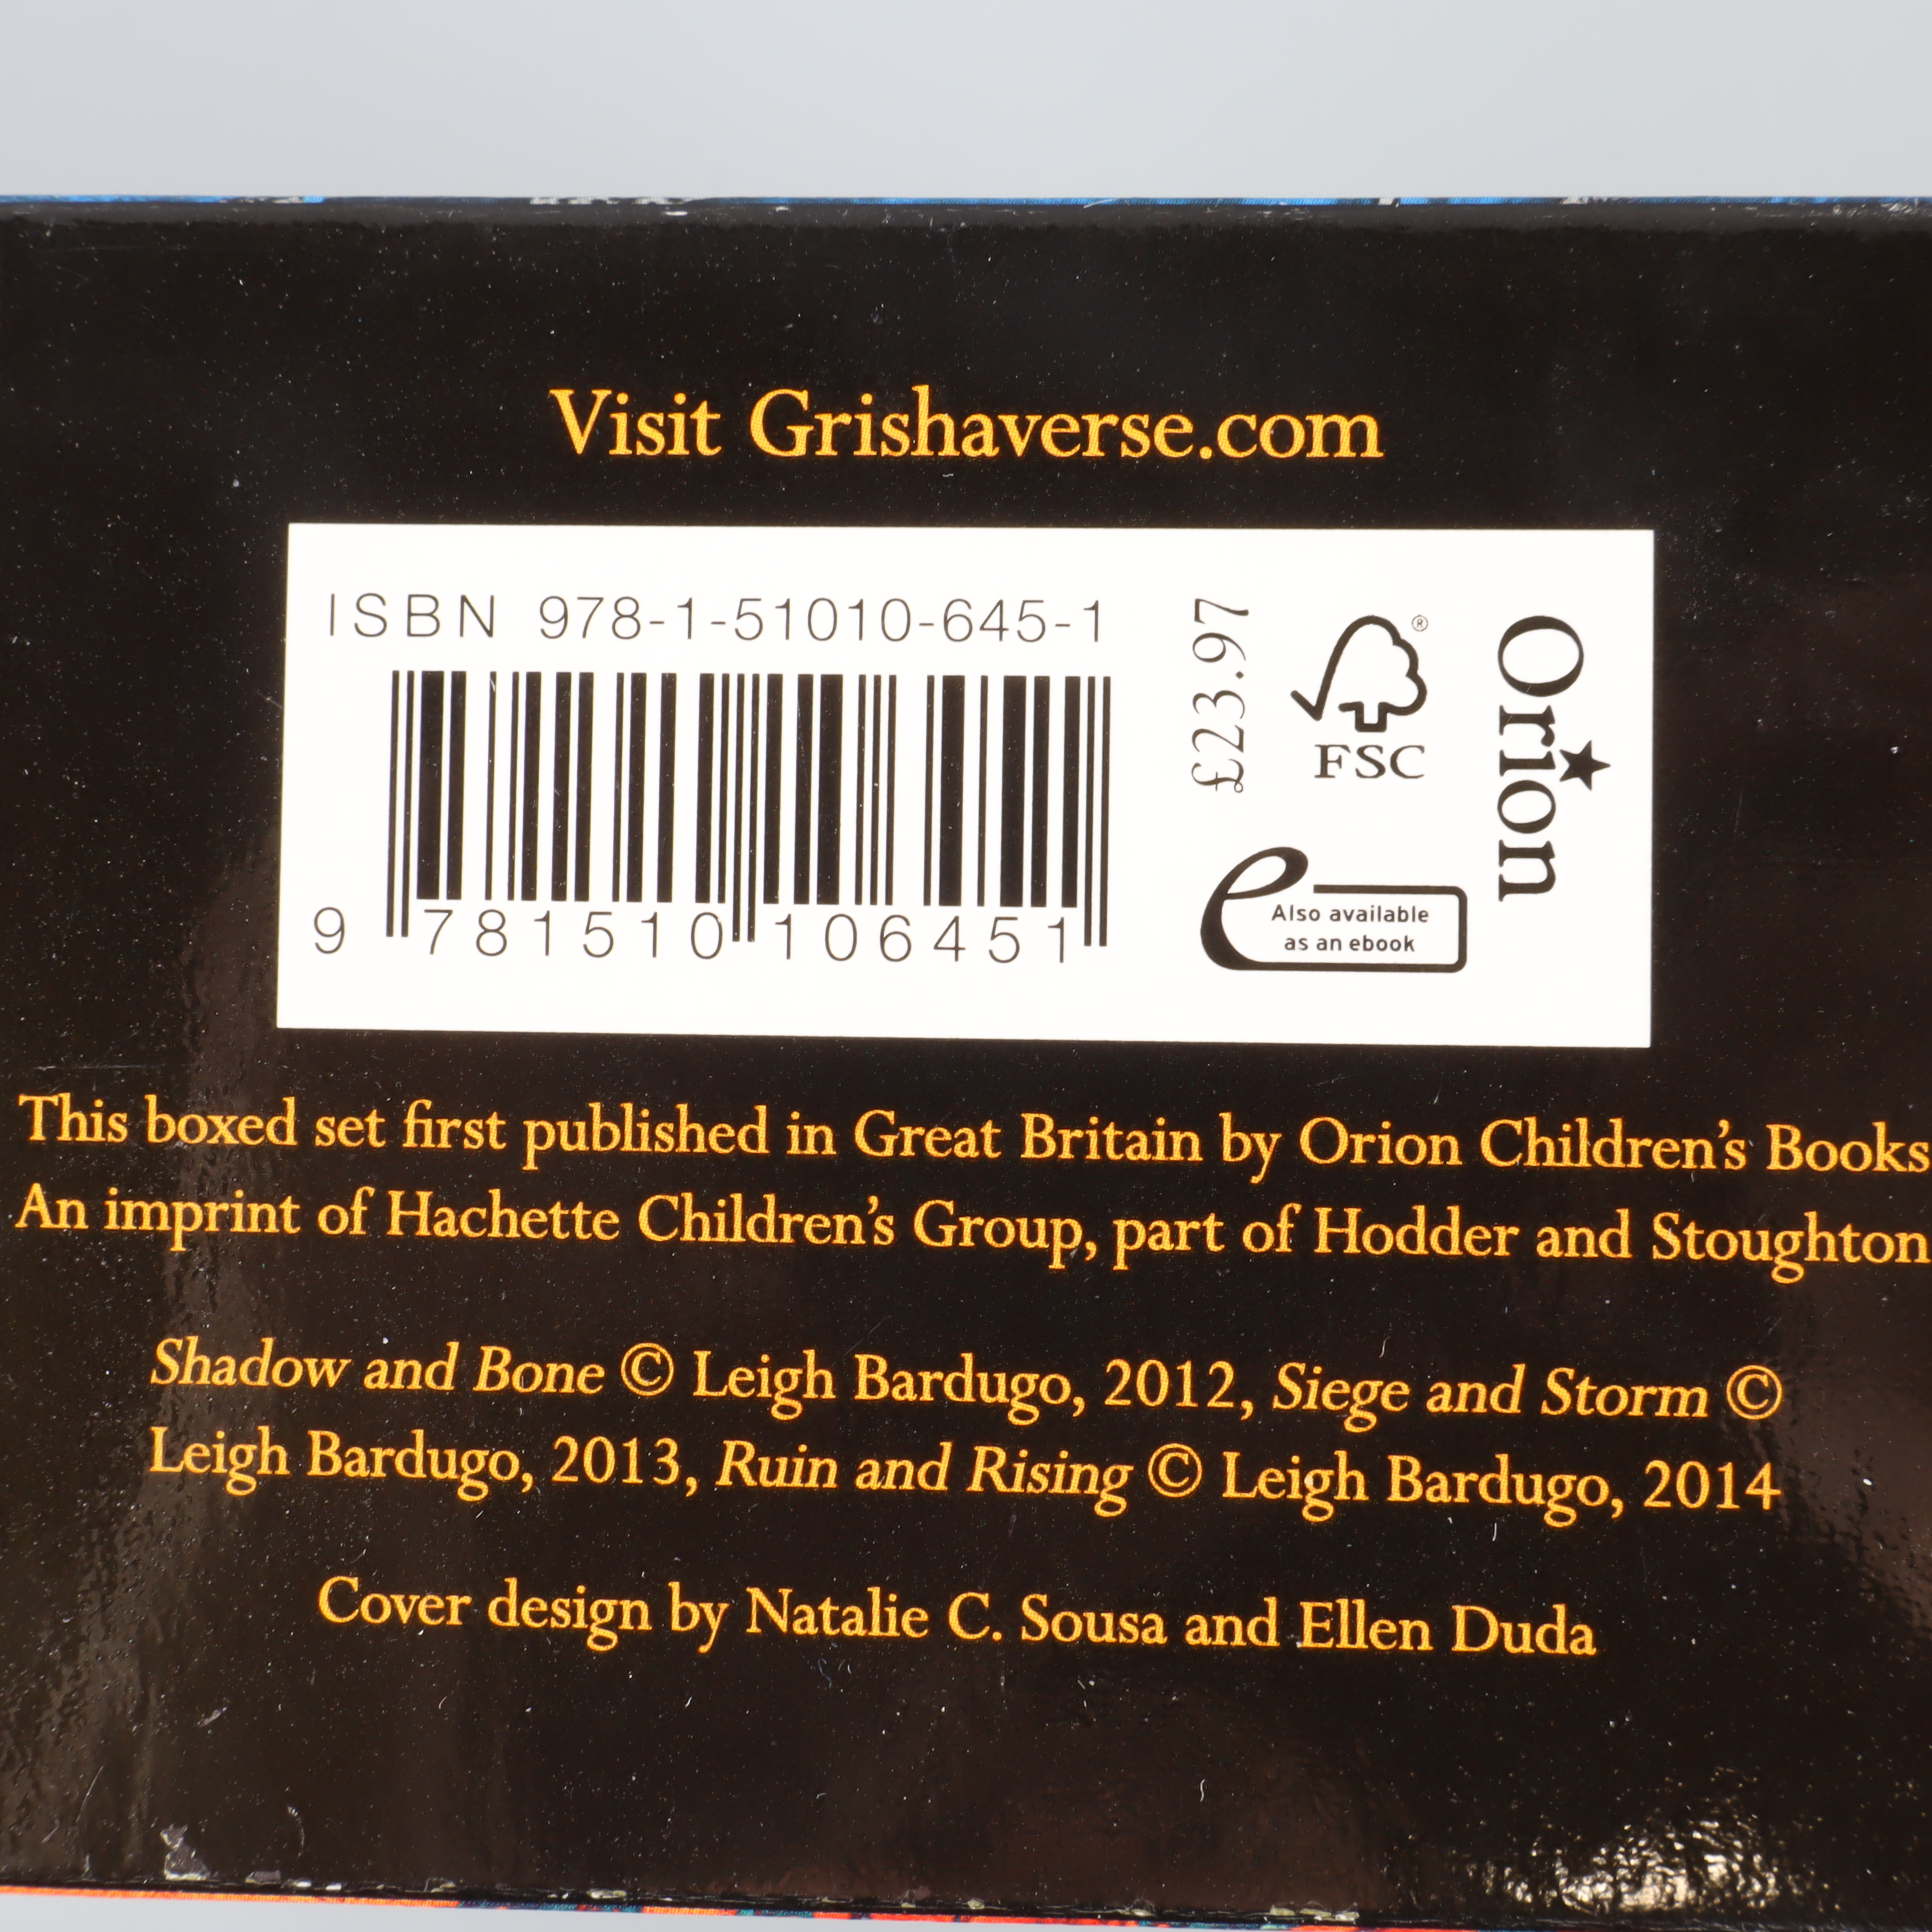 Visit Grishaverse.com
ISBN 978-1-51010-645-1
9 781510 106451
£23.97
®
FSC
Also available
as an ebook
Orion
This boxed set first published in Great Britain by Orion Children's Books
An imprint of Hachette Children's Group, part of Hodder and Stoughton
Shadow and Bone © Leigh Bardugo, 2012, Siege and Storm ©
Leigh Bardugo, 2013, Ruin and Rising © Leigh Bardugo, 2014
Cover design by Natalie C. Sousa and Ellen Duda